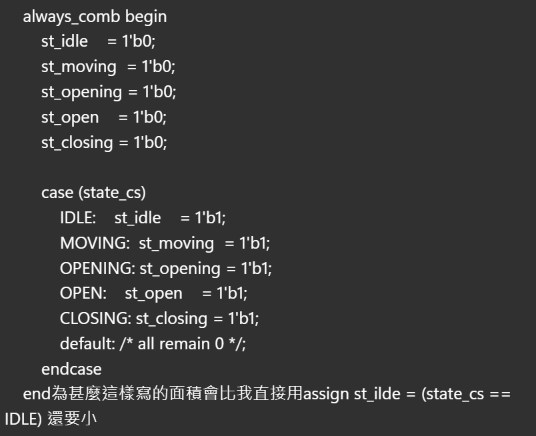 always_comb begin
st_idle = 1'b0;
st_moving = 1'b0;
st_opening = 1'b0;
st_open = 1'b0;
st_closing = 1'b0;
case (state_cs)
IDLE: st_idle = 1'b1;
MOVING: st_moving = 1'b1;
OPENING: st_opening = 1'b1;
OPEN: st_open = 1'b1;
CLOSING: st_closing = 1'b1;
default: /* all remain 0 */;
endcase
end為甚麼這樣寫的面積會比我直接用assign st_ilde = (state_cs ==
IDLE) 還要小